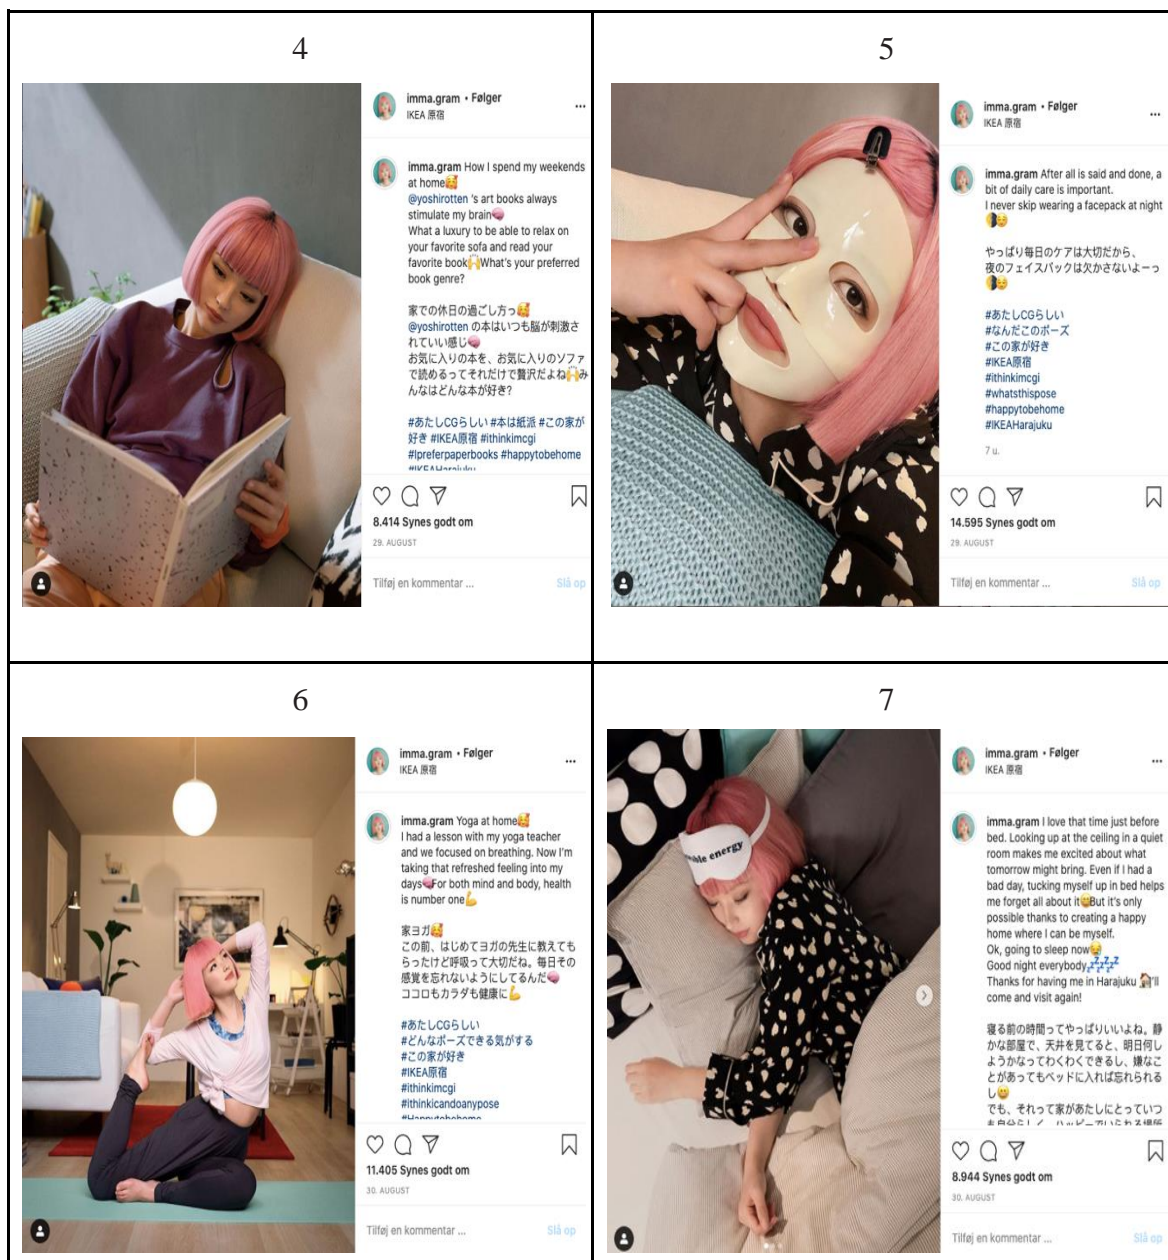 4
imma.gram • Følger
IKEA 原宿
imma.gram How I spend my weekends
at home🥰
@yoshirotten 's art books always
stimulate my brain🧠
What a luxury to be able to relax on
your favorite sofa and read your
favorite book🙌What's your preferred
book genre?
家での休日の過ごし方っ🥰
@yoshirotten の本はいつも脳が刺激さ
れていい感じ🧠
お気に入りの本を、お気に入りのソファ
で読めるってそれだけで贅沢だよね🙌み
んなはどんな本が好き?
#あたしCGらしい #本は紙派 #この家が
好き #IKEA原宿 #ithinkimcgi
#Ipreferpaperbooks #happytobehome
#IKEAHarajuku
8.414 Synes godt om
29. AUGUST
Tilføj en kommentar ...
Slå op
5
imma.gram • Følger
IKEA 原宿
imma.gram After all is said and done, a
bit of daily care is important.
I never skip wearing a facepack at night
🌗😌
やっぱり毎日のケアは大切だから、
夜のフェイスパックは欠かさないよーっ
🌗😌
#あたしCGらしい
#なんだこのポーズ
#この家が好き
#IKEA原宿
#ithinkimcgi
#whatsthispose
#happytobehome
#IKEAHarajuku
7 u.
14.595 Synes godt om
29. AUGUST
Tilføj en kommentar ...
Slå op
6
imma.gram • Følger
IKEA 原宿
imma.gram Yoga at home🥰
I had a lesson with my yoga teacher
and we focused on breathing. Now I'm
taking that refreshed feeling into my
days🧠For both mind and body, health
is number one💪
家ヨガ🥰
この前、はじめてヨガの先生に教えても
らったけど呼吸って大切だね。毎日その
感覚を忘れないようにしてるんだ🧠
ココロもカラダも健康に💪
#あたしCGらしい
#どんなポーズできる気がする
#この家が好き
#IKEA原宿
#ithinkimcgi
#ithinkicandoanypose
#Happytobehome
11.405 Synes godt om
30. AUGUST
Tilføj en kommentar ...
Slå op
7
energy
imma.gram • Følger
IKEA 原宿
imma.gram I love that time just before
bed. Looking up at the ceiling in a quiet
room makes me excited about what
tomorrow might bring. Even if I had a
bad day, tucking myself up in bed helps
me forget all about it😄But it's only
possible thanks to creating a happy
home where I can be myself.
Ok, going to sleep now😪
Good night everybody💤💤💤
Thanks for having me in Harajuku 🏠I'll
come and visit again!
寝る前の時間ってやっぱりいいよね。静
かな部屋で、天井を見てると、明日何し
ようかなってわくわくできるし、嫌なこ
とがあってもベッドに入れば忘れられる
し😄
でも、それって家があたしにとっていつ
も自分らしく、ハッピーでいられる場所
8.944 Synes godt om
30. AUGUST
Tilføj en kommentar ...
Slå op